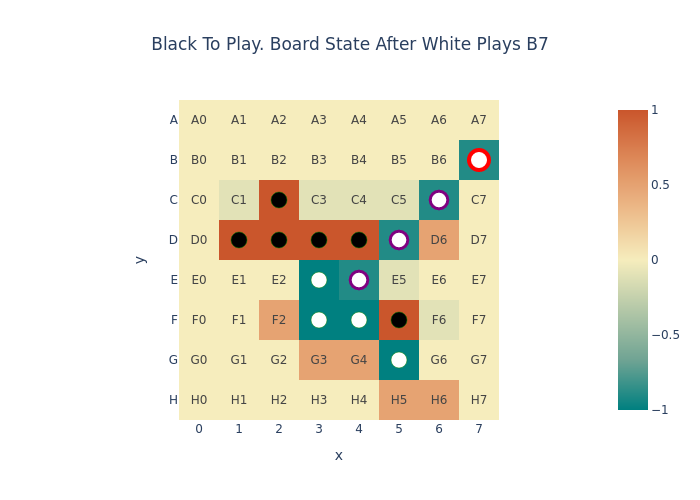 Black To Play. Board State After White Plays B7
A A0 A1 A2 A3 A4 A5 A6 A7 1
B B0 B1 B2 B3 B4 B5 B6
C C0 C1 C3 C4 C5 C7 0.5
D D0 D6 D7
y E E0 E1 E2 E5 E6 E7 0
F F0 F1 F2 F6 F7
G G0 G1 G2 G3 G4 G6 G7 −0.5
H H0 H1 H2 H3 H4 H5 H6 H7 −1
0 1 2 3 4 5 6 7
x